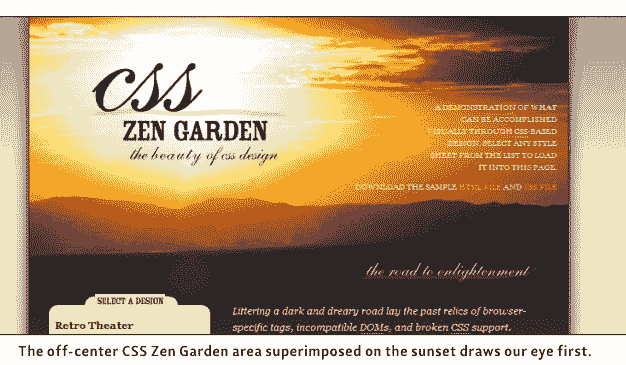 css
ZEN GARDEN
the beauty of css design
A DEMONSTRATION OF WHAT
CAN BE ACCOMPLISHED
VISUALLY THROUGH CSS-BASED
DESIGN. SELECT ANY STYLE
SHEET FROM THE LIST TO LOAD
IT INTO THIS PAGE.
DOWNLOAD THE SAMPLE HTML FILE AND CSS FILE
the road to enlightenment
SELECT A DESIGN
Littering a dark and dreary road lay the past relics of browser-
Retro Theater
specific tags, incompatible DOMs, and broken CSS support.
The off-center CSS Zen Garden area superimposed on the sunset draws our eye first.